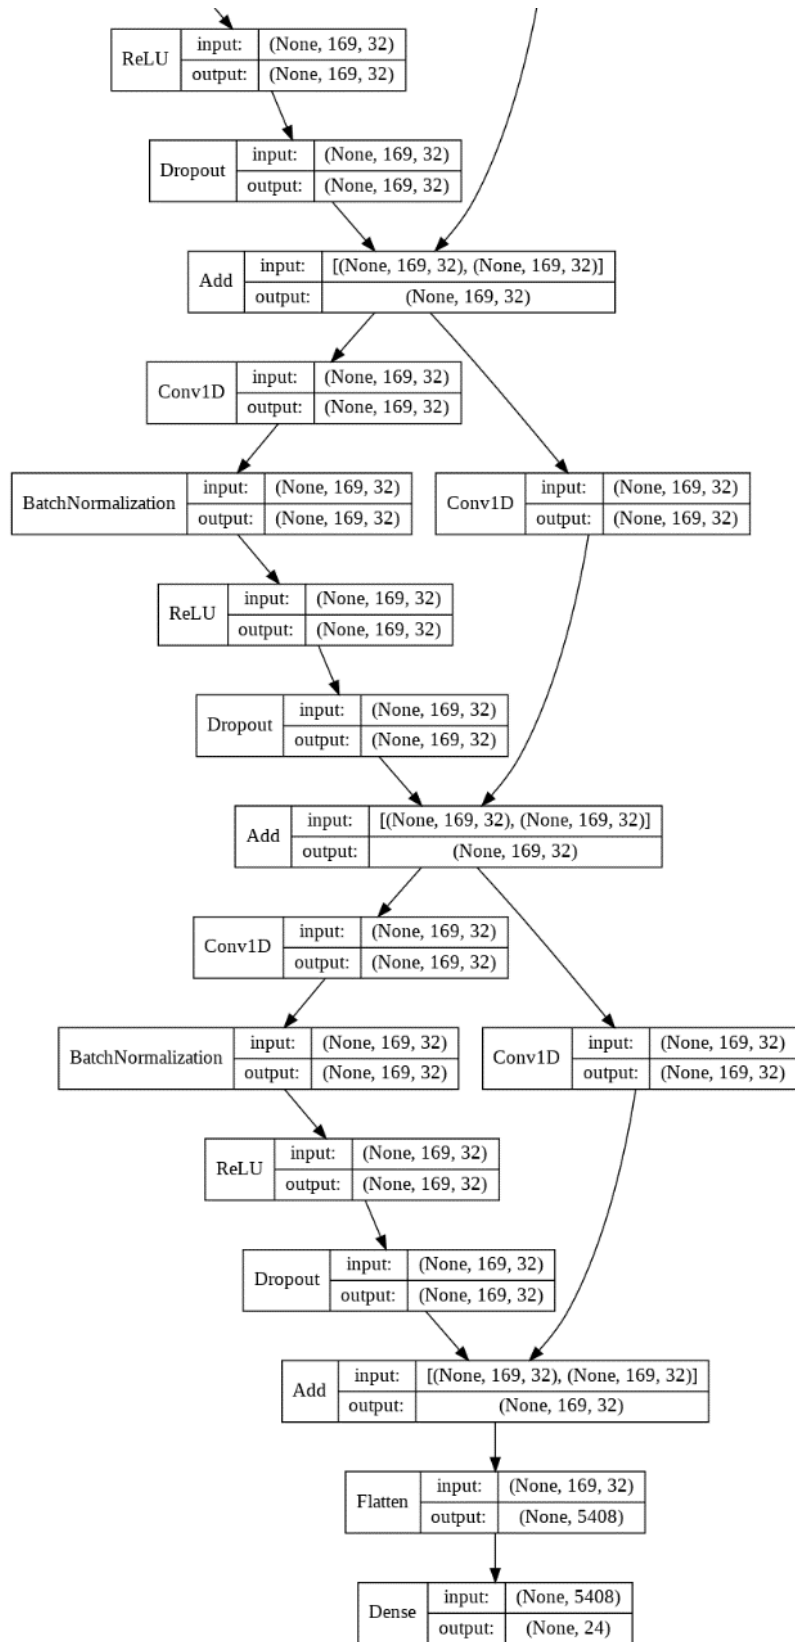 ReLU
input: (None, 169, 32)
output: (None, 169, 32)
Dropout
input: (None, 169, 32)
output: (None, 169, 32)
Add
input: [(None, 169, 32), (None, 169, 32)]
output: (None, 169, 32)
Conv1D
input: (None, 169, 32)
output: (None, 169, 32)
BatchNormalization
input: (None, 169, 32)
output: (None, 169, 32)
Conv1D
input: (None, 169, 32)
output: (None, 169, 32)
ReLU
input: (None, 169, 32)
output: (None, 169, 32)
Dropout
input: (None, 169, 32)
output: (None, 169, 32)
Add
input: [(None, 169, 32), (None, 169, 32)]
output: (None, 169, 32)
Conv1D
input: (None, 169, 32)
output: (None, 169, 32)
BatchNormalization
input: (None, 169, 32)
output: (None, 169, 32)
Conv1D
input: (None, 169, 32)
output: (None, 169, 32)
ReLU
input: (None, 169, 32)
output: (None, 169, 32)
Dropout
input: (None, 169, 32)
output: (None, 169, 32)
Add
input: [(None, 169, 32), (None, 169, 32)]
output: (None, 169, 32)
Flatten
input: (None, 169, 32)
output: (None, 5408)
Dense
input: (None, 5408)
output: (None, 24)